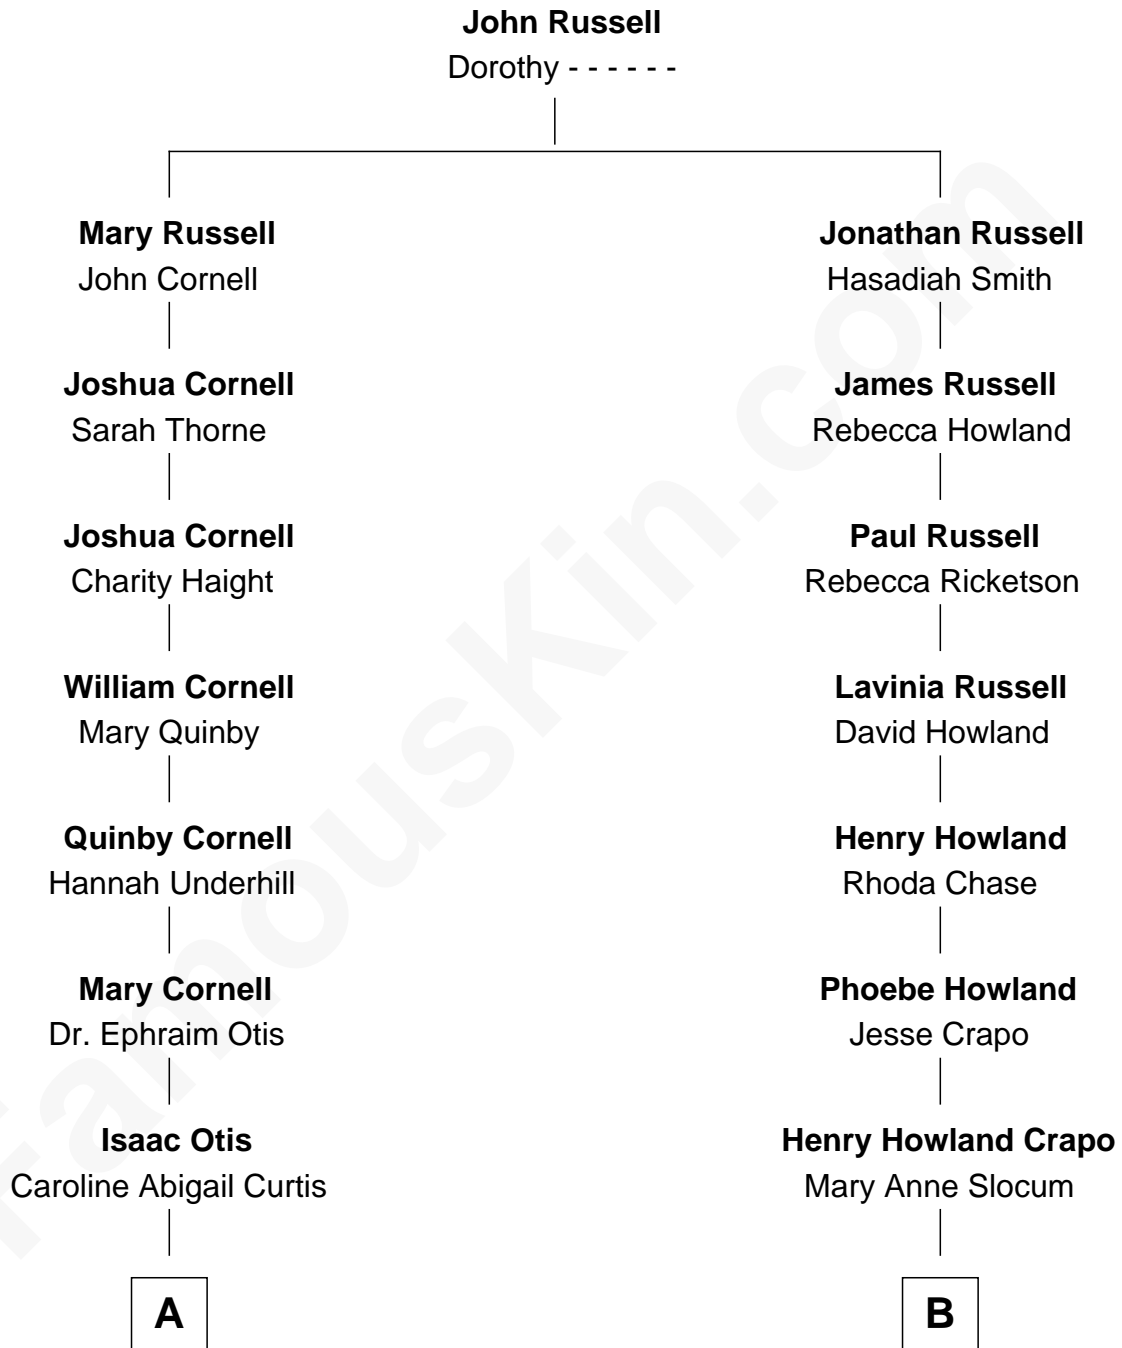 John Russell
Dorothy - - - - - -
Mary Russell
John Cornell
Jonathan Russell
Hasadiah Smith
Joshua Cornell
Sarah Thorne
James Russell
Rebecca Howland
Joshua Cornell
Charity Haight
Paul Russell
Rebecca Ricketson
William Cornell
Mary Quinby
Lavinia Russell
David Howland
Quinby Cornell
Hannah Underhill
Henry Howland
Rhoda Chase
Mary Cornell
Dr. Ephraim Otis
Phoebe Howland
Jesse Crapo
Isaac Otis
Caroline Abigail Curtis
Henry Howland Crapo
Mary Anne Slocum
A
B
FamousKin.com